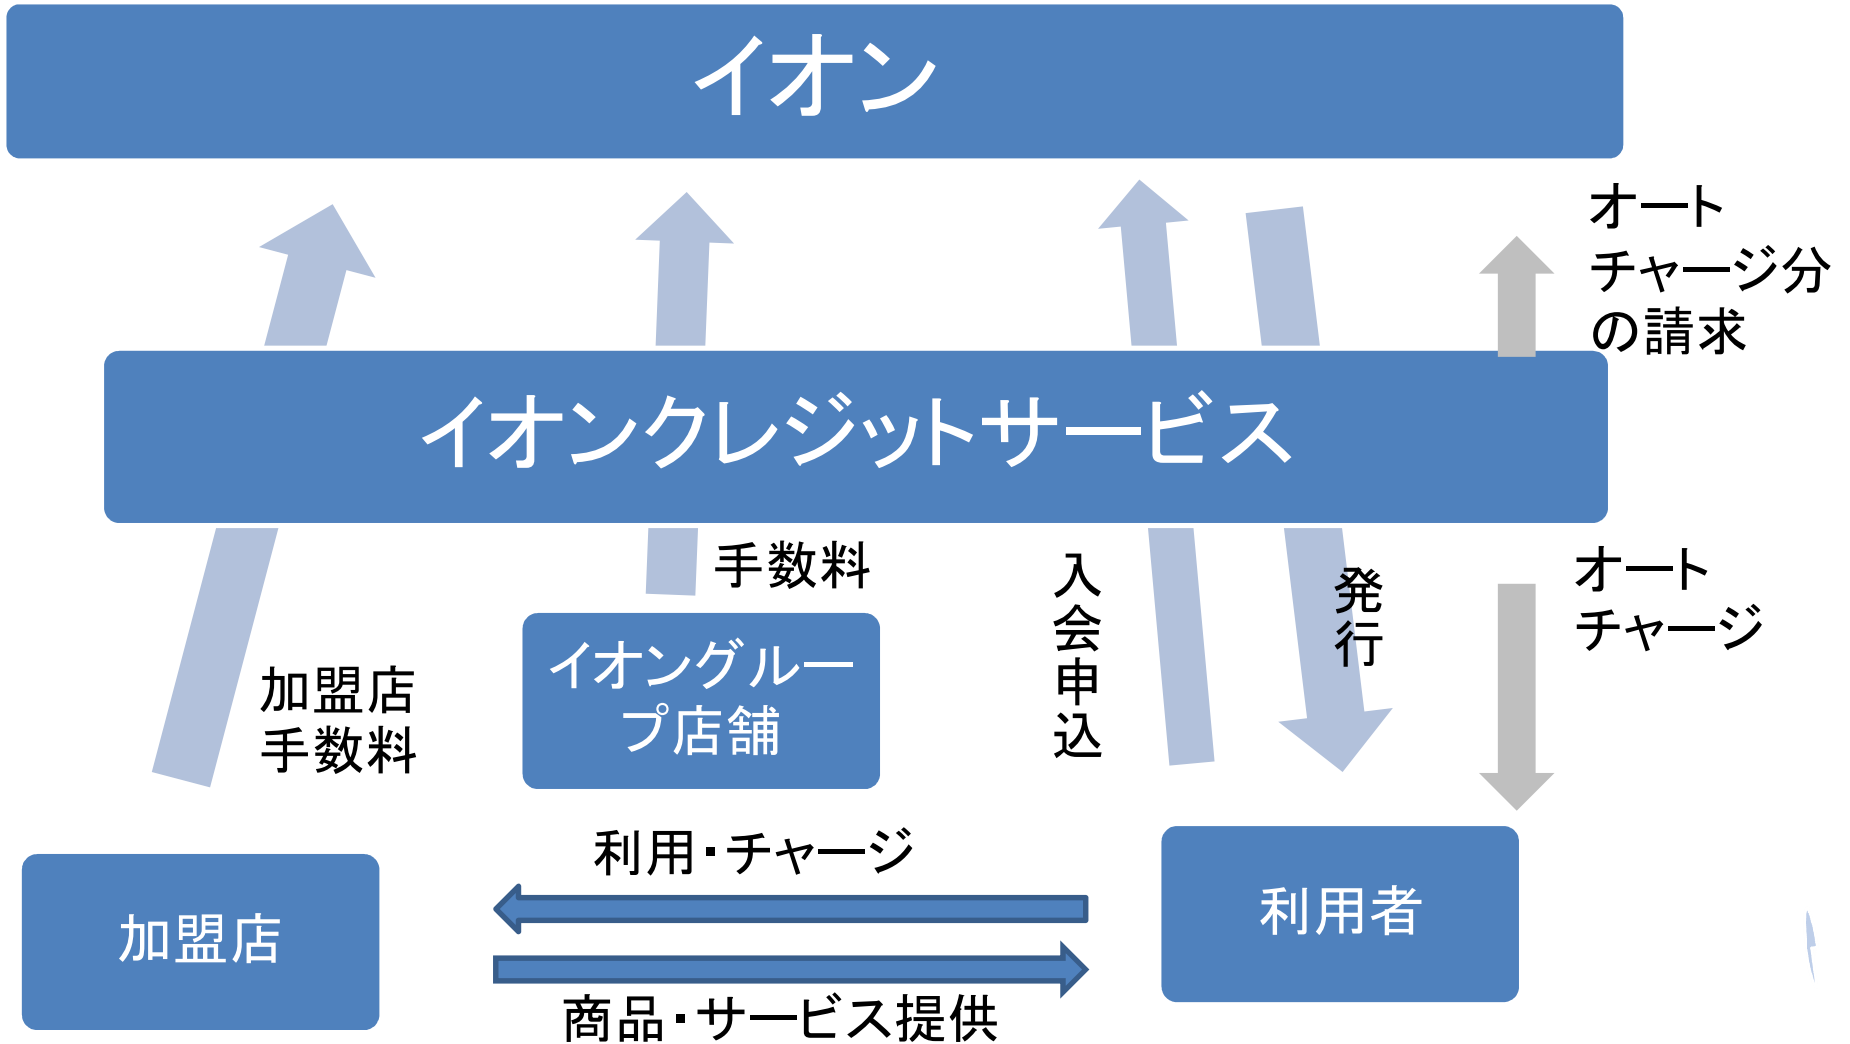 イオン
オート
チャージ分
の請求
イオンクレジットサービス
手数料
入会申込
発行
オート
チャージ
イオングルー
プ店舗
加盟店
手数料
利用・チャージ
加盟店
利用者
商品・サービス提供